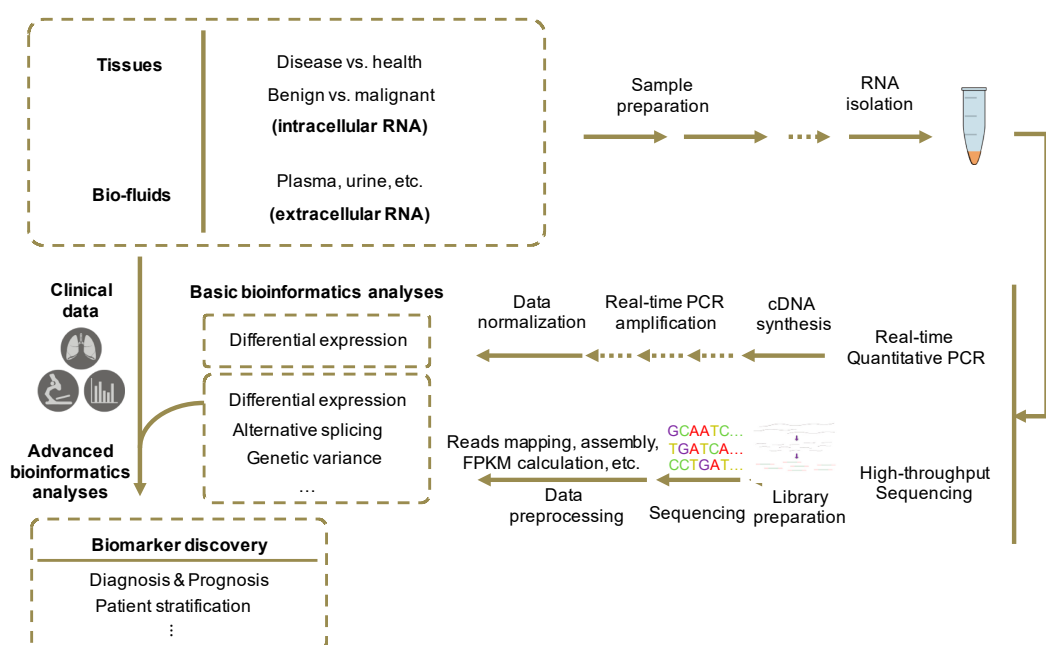 Tissues
Disease vs. health
Benign vs. malignant
(intracellular RNA)
Bio-fluids
Plasma, urine, etc.
(extracellular RNA)
Sample
preparation
RNA
isolation
Clinical
data
Basic bioinformatics analyses
Differential expression
Data
normalization
Real-time PCR
amplification
cDNA
synthesis
Real-time
Quantitative PCR
Differential expression
Alternative splicing
Genetic variance
…
Reads mapping, assembly,
FPKM calculation, etc.
Data
preprocessing
GCAATC…
TGATCA…
CCTGAT…
Sequencing
Library
preparation
High-throughput
Sequencing
Advanced
bioinformatics
analyses
Biomarker discovery
Diagnosis & Prognosis
Patient stratification
⋮